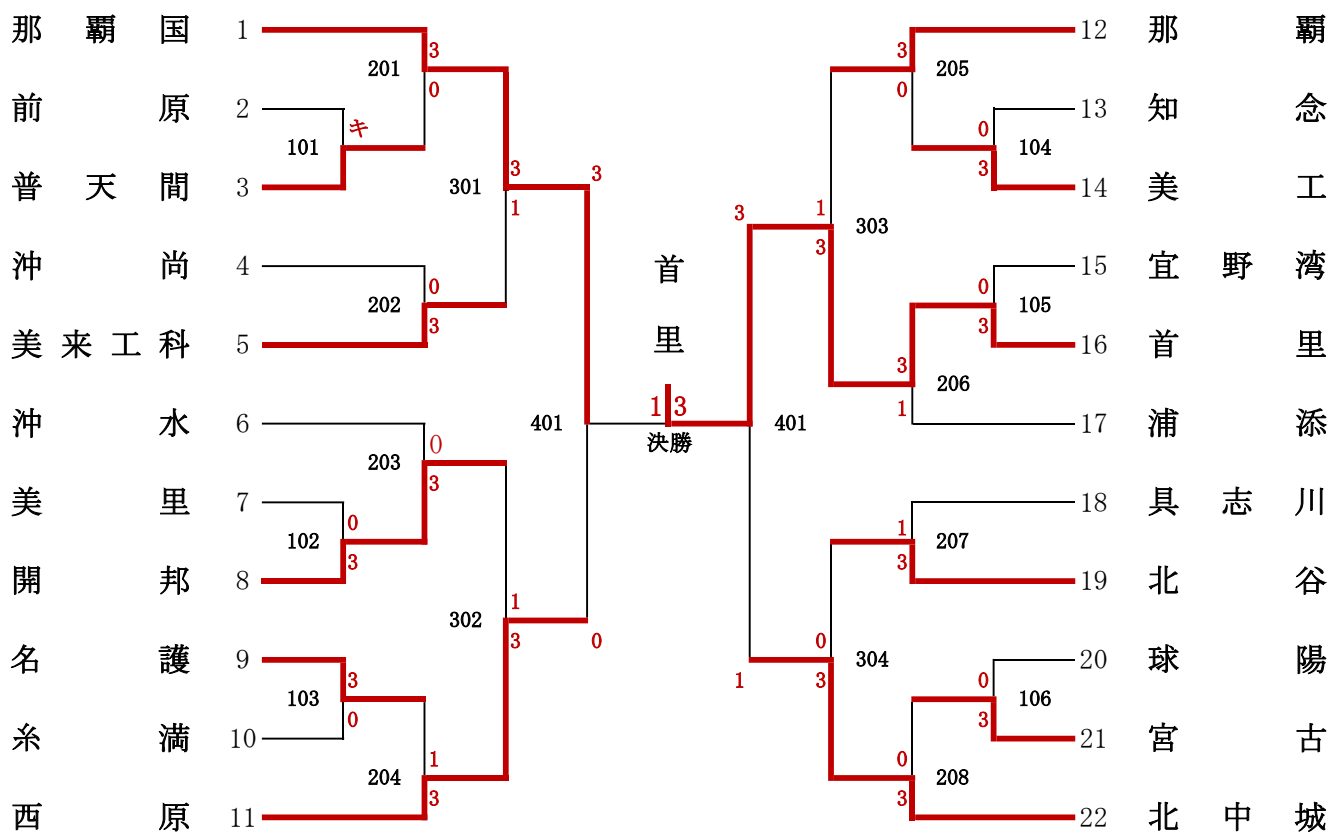 那覇国 1
3
201
0
前原 2
キ
101
普天間 3
3
301
1
沖尚 4
0
202
3
美来工科 5
沖水 6
0
203
3
美里 7
0
102
3
開邦 8
1
302
3
名護 9
3
103
0
糸満 10
1
204
3
西原 11
3
401
0
首里
1 3
決勝
3
401
1
12 那覇
3
205
0
13 知念
0
104
3
14 美工
1
303
3
15 宜野湾
0
105
3
16 首里
3
206
1
17 浦添
18 具志川
1
207
3
19 北谷
0
304
3
20 球陽
0
106
3
21 宮古
0
208
3
22 北中城